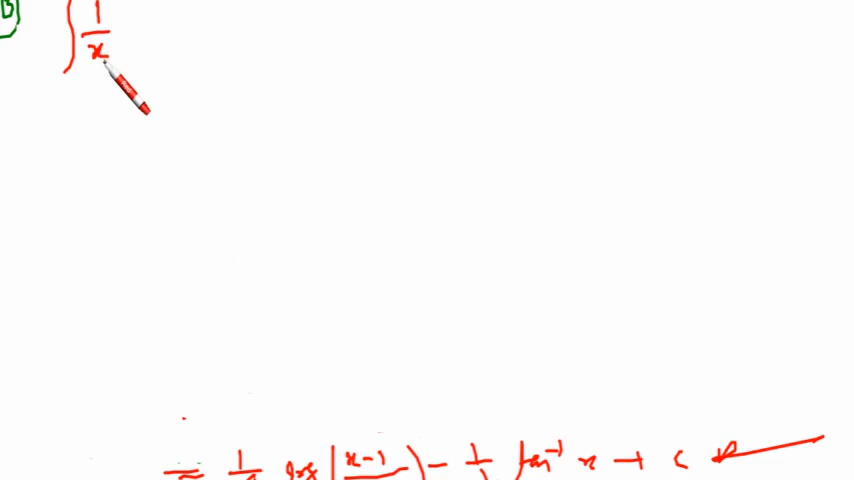 B) ∫ 1/x
= 1/ log |x-1| - 1/ tan⁻¹ x + c